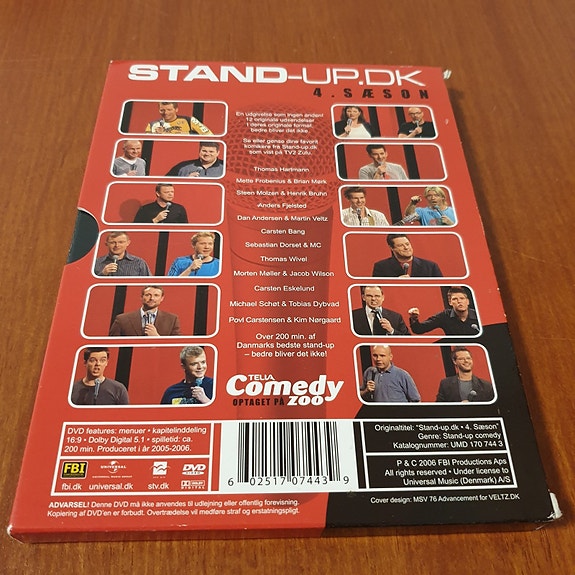 STAND-UP.DK
4. SÆSON
En udgivelse som ingen anden!
12 originale udsendelser
i deres originale format,
bedre bliver det ikke.
Se eller gense dine favorit
komikere fra Stand-up.dk
som vist på TV2 Zulu.
Thomas Hartmann
Mette Frobenius & Brian Mørk
Steen Molzen & Henrik Bruhn
Anders Fjelsted
Dan Andersen & Martin Veltz
Carsten Bang
Sebastian Dorset & MC
Thomas Wivel
Morten Møller & Jacob Wilson
Carsten Eskelund
Michael Schøt & Tobias Dybvad
Povl Carstensen & Kim Nørgaard
Over 200 min. af
Danmarks bedste stand-up
– bedre bliver det ikke!
TELIA
Comedy
OPTAGET PÅ ZOO
DVD features: menuer • kapitelinddeling
16:9 • Dolby Digital 5.1 • spilletid: ca.
200 min. Produceret i år 2005-2006.
FBI UNIVERSAL DVD
fbi.dk universal.dk stv.dk DOLBY DIGITAL
6 02517 07443 9
Originaltitel: "Stand-up.dk • 4. Sæson"
Genre: Stand-up comedy
Katalognummer: UMD 170 744 3
P & C 2006 FBI Productions Aps
All rights reserved • Under license to
Universal Music (Denmark) A/S
ADVARSEL! Denne DVD må ikke anvendes til udlejning eller offentlig forevisning.
Kopiering af DVD'en er forbudt. Overtrædelse vil medføre straf og erstatningspligt.
Cover design: MSV 76 Advancement for VELTZ.DK